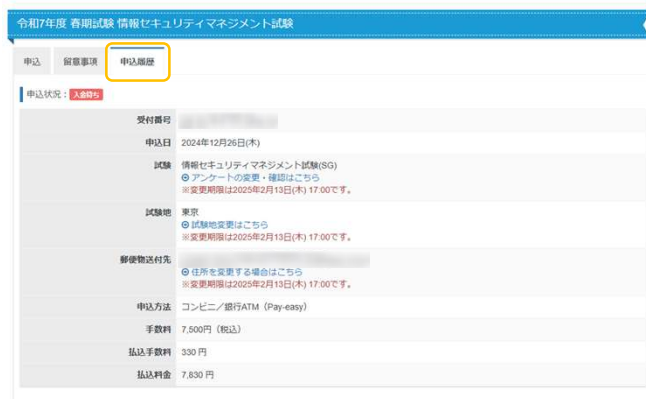 令和7年度 春期試験 情報セキュリティマネジメント試験
申込 留意事項 申込履歴
申込状況： 入金待ち
受付番号
申込日 2024年12月26日(木)
試験 情報セキュリティマネジメント試験(SG)
アンケートの変更・確認はこちら
※変更期限は2025年2月13日(木) 17:00です。
試験地 東京
試験地変更はこちら
※変更期限は2025年2月13日(木) 17:00です。
郵便物送付先
住所を変更する場合はこちら
※変更期限は2025年2月13日(木) 17:00です。
申込方法 コンビニ／銀行ATM（Pay-easy）
手数料 7,500円（税込）
払込手数料 330 円
払込料金 7,830 円